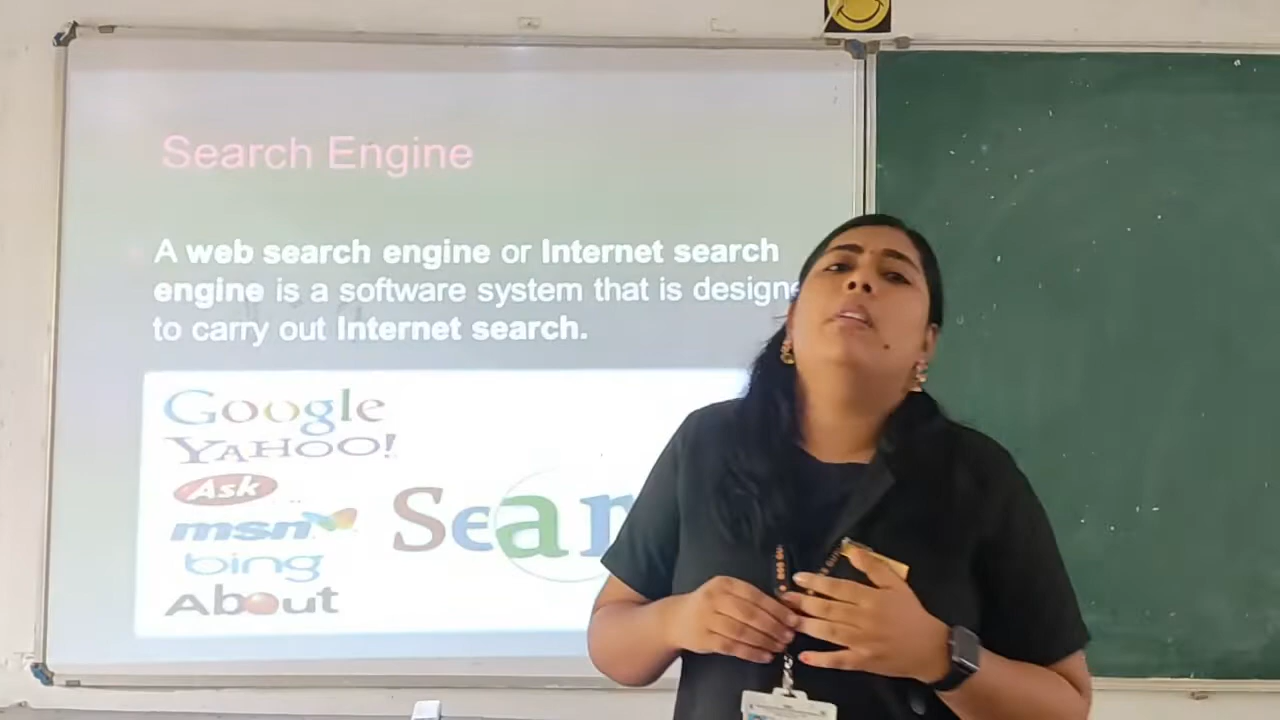 Search Engine
A web search engine or Internet search
engine is a software system that is designe
to carry out Internet search.
Google
YAHOO!
Ask
msn
bing
About
Sear